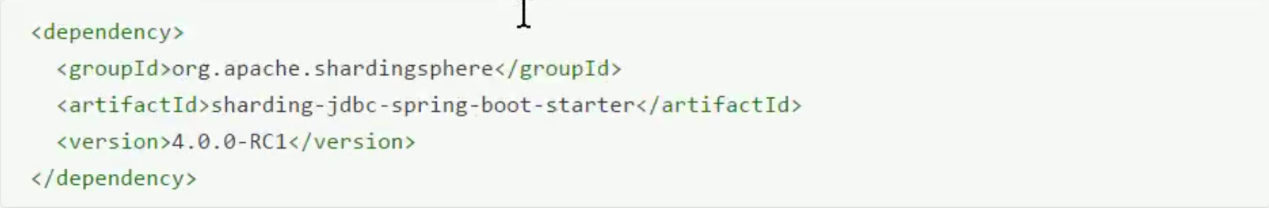 <dependency>
<groupId>org.apache.shardingsphere</groupId>
<artifactId>sharding-jdbc-spring-boot-starter</artifactId>
<version>4.0.0-RC1</version>
</dependency>